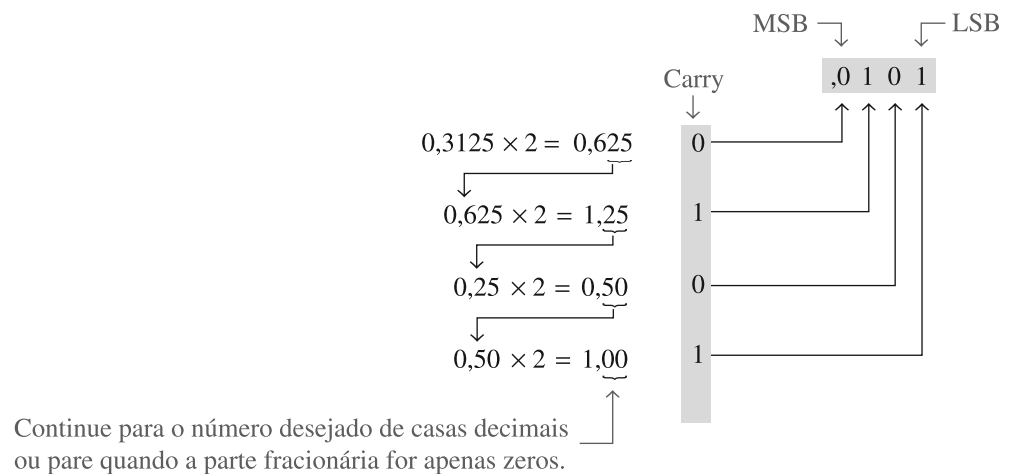 MSB LSB
,0 1 0 1
Carry
0,3125 × 2 = 0,625 0
0,625 × 2 = 1,25 1
0,25 × 2 = 0,50 0
0,50 × 2 = 1,00 1
Continue para o número desejado de casas decimais
ou pare quando a parte fracionária for apenas zeros.